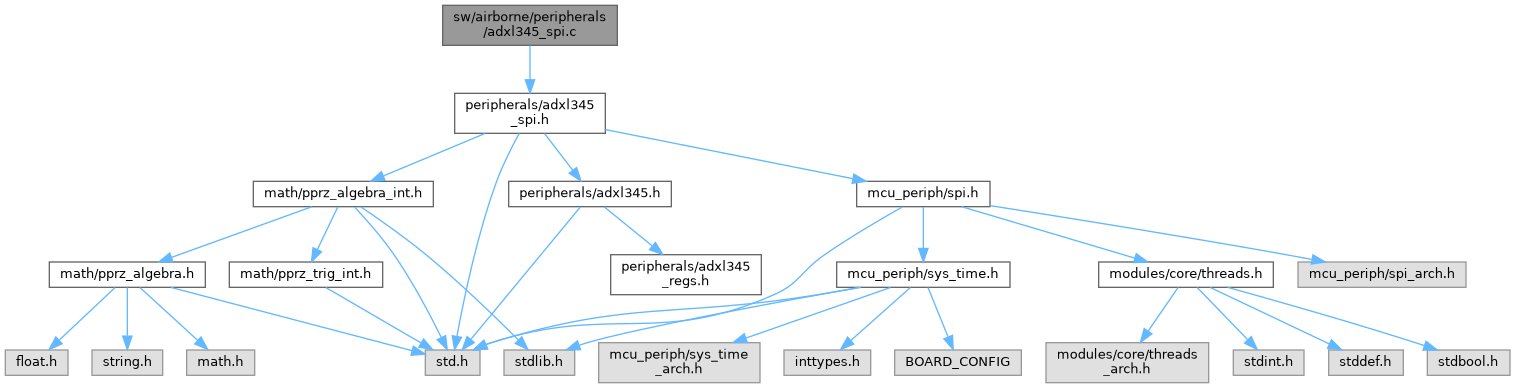 sw/airborne/peripherals
/adxl345_spi.c
peripherals/adxl345
_spi.h
math/pprz_algebra_int.h
peripherals/adxl345.h
mcu_periph/spi.h
math/pprz_algebra.h
math/pprz_trig_int.h
peripherals/adxl345
_regs.h
mcu_periph/sys_time.h
modules/core/threads.h
mcu_periph/spi_arch.h
float.h
string.h
math.h
std.h
stdlib.h
mcu_periph/sys_time
_arch.h
inttypes.h
BOARD_CONFIG
modules/core/threads
_arch.h
stdint.h
stddef.h
stdbool.h